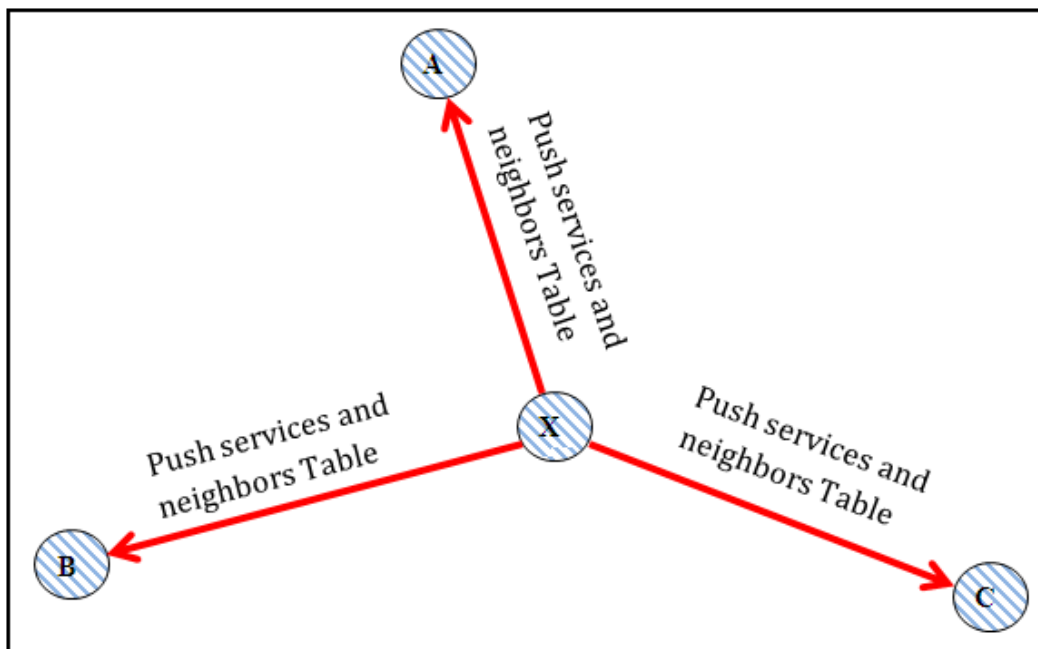 A
Push services and
neighbors Table
X
Push services and
neighbors Table
Push services and
neighbors Table
B
C